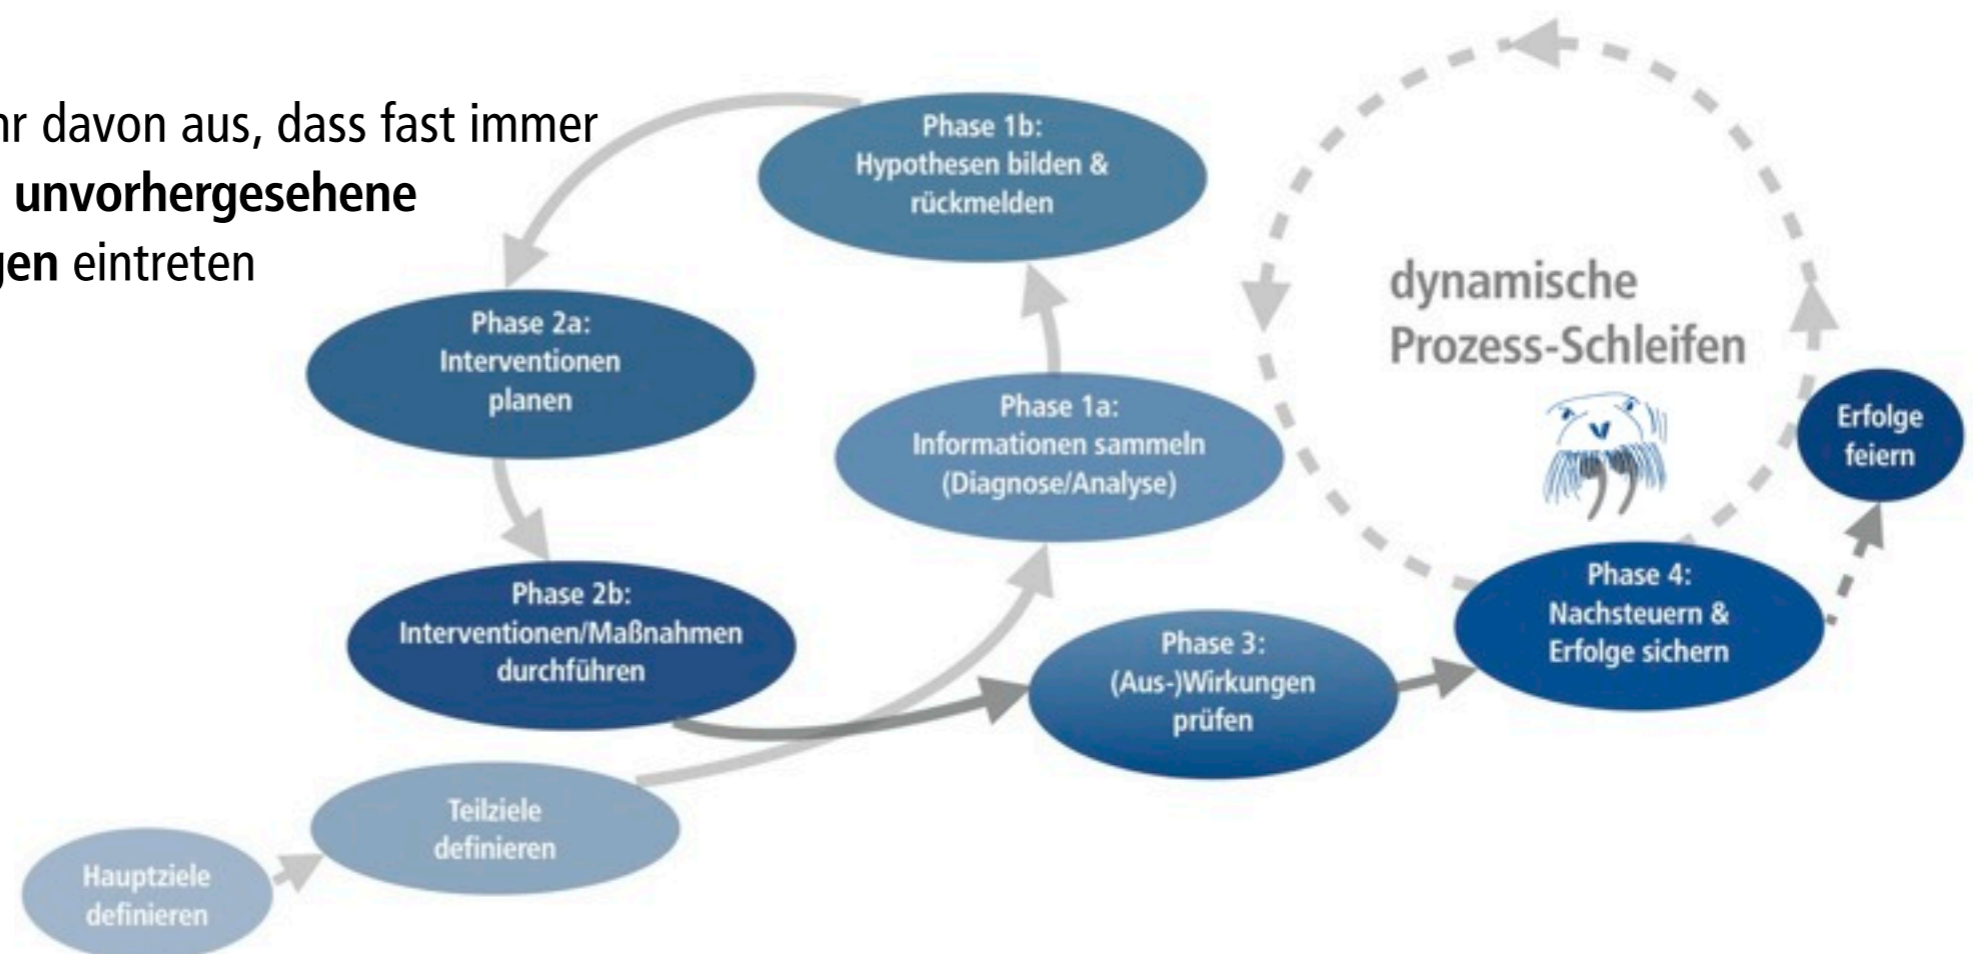 davon aus, dass fast immer
unvorhergesehene
eintreten
Phase 1b:
Hypothesen bilden &
rückmelden
Phase 2a:
Interventionen
planen
Phase 1a:
Informationen sammeln
(Diagnose/Analyse)
dynamische
Prozess-Schleifen
Erfolge
feiern
Phase 2b:
Interventionen/Maßnahmen
durchführen
Phase 3:
(Aus-)Wirkungen
prüfen
Phase 4:
Nachsteuern &
Erfolge sichern
Teilziele
definieren
Hauptziele
definieren